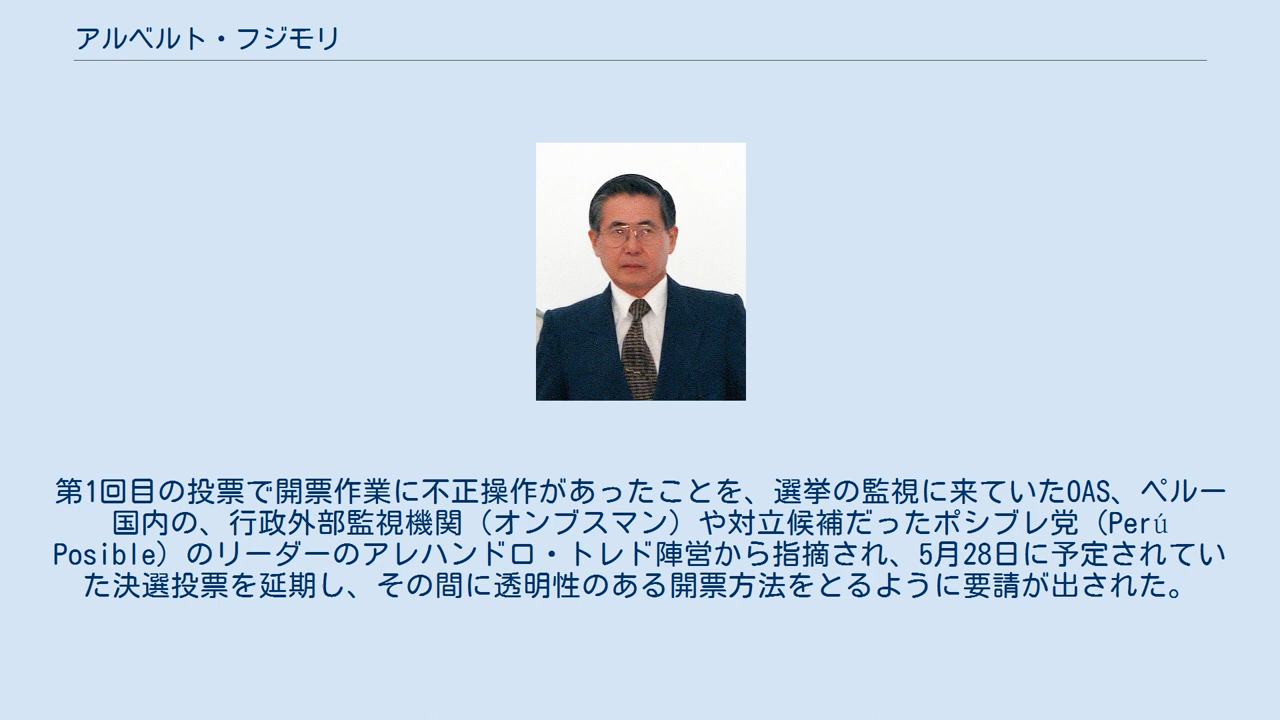 アルベルト・フジモリ
第1回目の投票で開票作業に不正操作があったことを、選挙の監視に来ていたOAS、ペルー
国内の、行政外部監視機関（オンブスマン）や対立候補だったポシブレ党（Perú
Posible）のリーダーのアレハンドロ・トレド陣営から指摘され、5月28日に予定されてい
た決選投票を延期し、その間に透明性のある開票方法をとるように要請が出された。